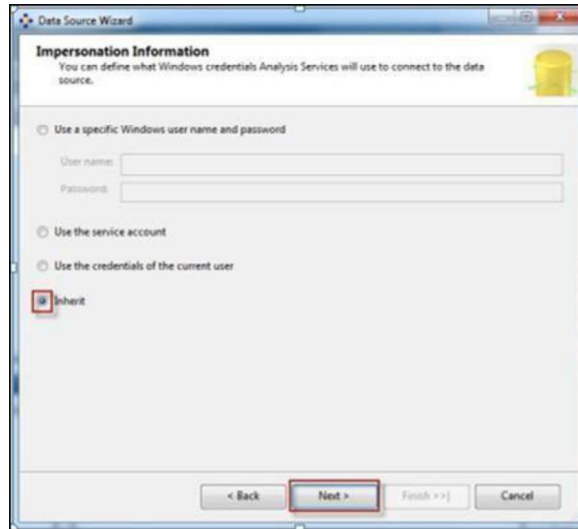 Data Source Wizard
Impersonation Information
You can define what Windows credentials Analysis Services will use to connect to the data
source.
Use a specific Windows user name and password
User name:
Password:
Use the service account
Use the credentials of the current user
Inherit
< Back
Next >
Finish >>|
Cancel